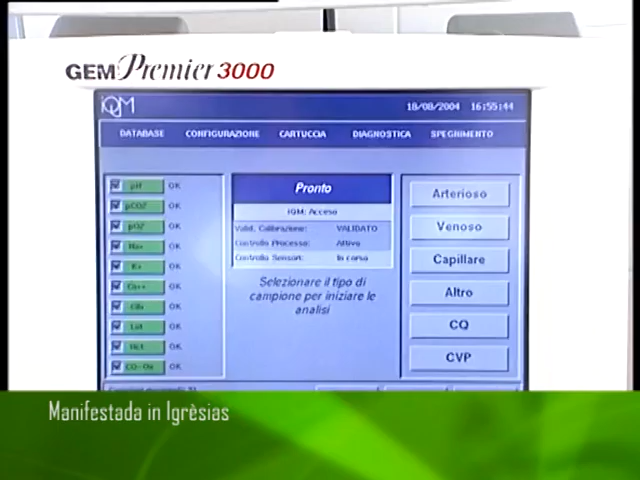 GEM Premier 3000
iQM 18/08/2004 16:55:44
DATABASE CONFIGURAZIONE CARTUCCIA DIAGNOSTICA SPEGNIMENTO
pH OK
pCO2 OK
pO2 OK
Na+ OK
K+ OK
Ca++ OK
Glu OK
Lat OK
Hct OK
CO-Ox OK
Pronto
iQM: Acceso
Valid. Calibrazione: VALIDATO
Controllo Processo: Attivo
Controllo Sensori: In corso
Selezionare il tipo di
campione per iniziare le
analisi
Arterioso
Venoso
Capillare
Altro
CQ
CVP
Manifestada in Igrèsias